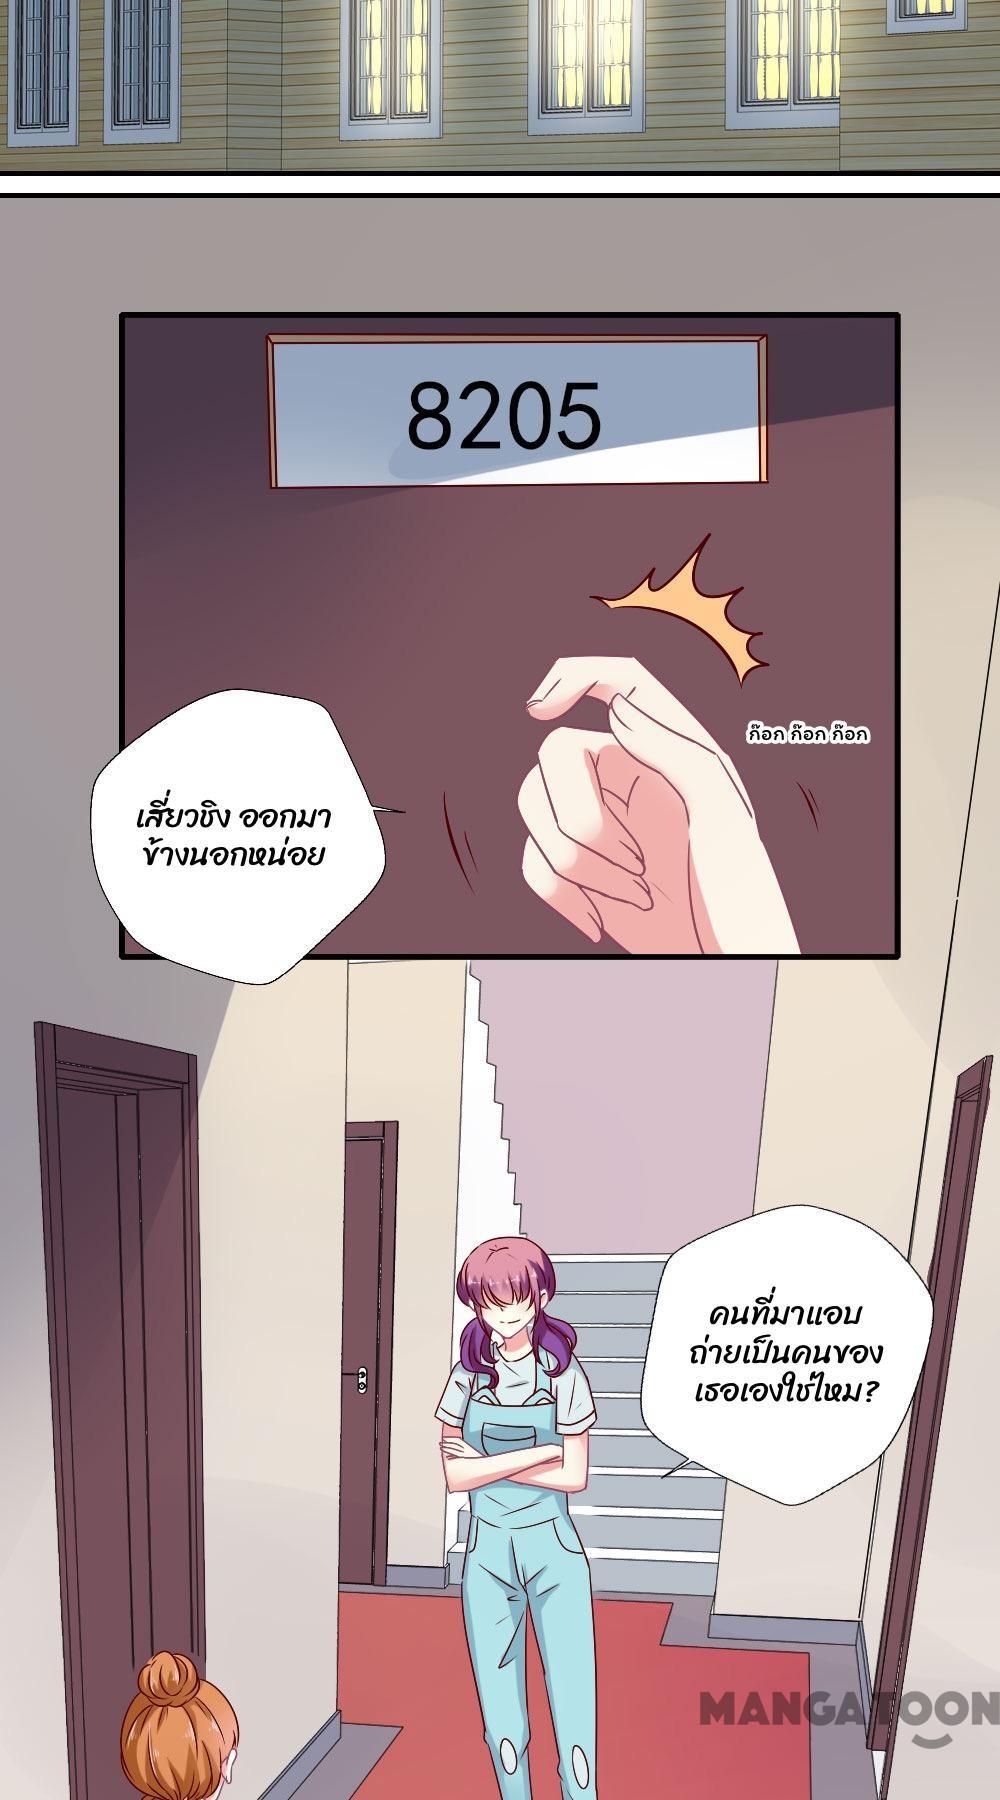 8205
ก๊อก ก๊อก ก๊อก
เสี่ยวชิง ออกมา
ข้างนอกหน่อย
คนที่มาแอบ
ถ่ายเป็นคนของ
เธอเองใช่ไหม?
MANGATOON